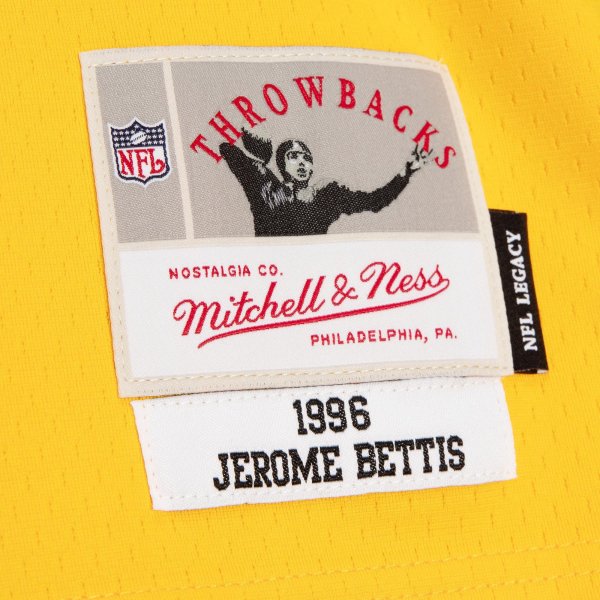 THROWBACKS
NFL
NOSTALGIA CO.
Mitchell & Ness
PHILADELPHIA, PA.
NFL LEGACY
1996
JEROME BETTIS